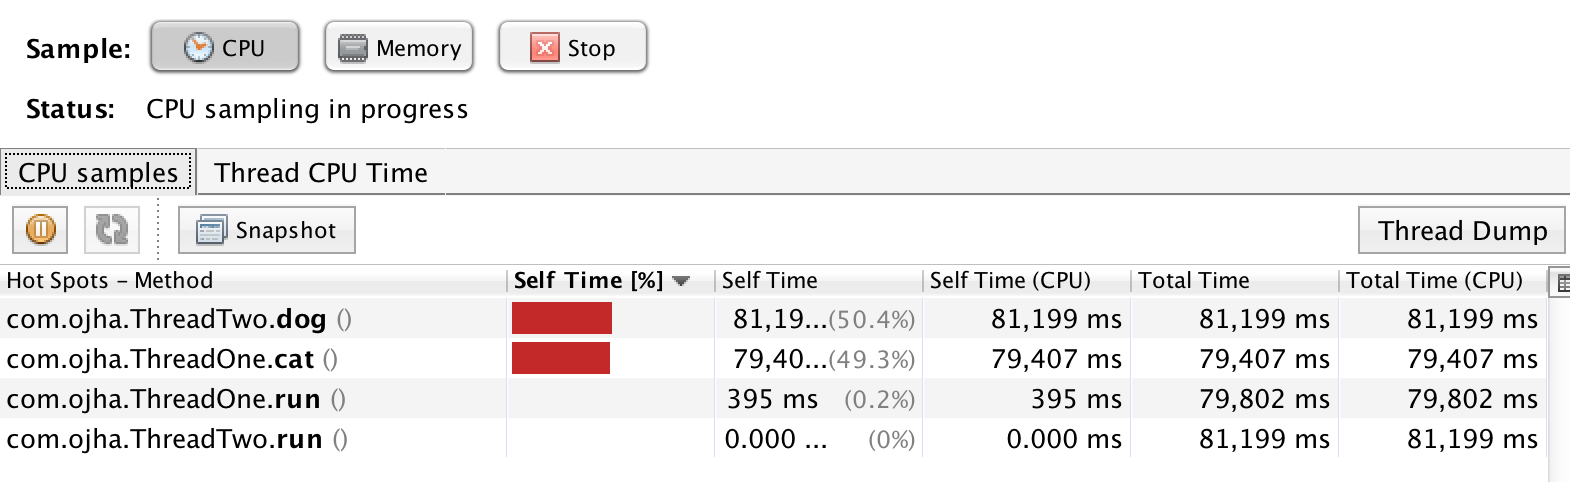 Sample: CPU Memory Stop
Status: CPU sampling in progress
CPU samples Thread CPU Time
Snapshot Thread Dump
Hot Spots – Method Self Time [%] Self Time Self Time (CPU) Total Time Total Time (CPU)
com.ojha.ThreadTwo.dog () 81,19...(50.4%) 81,199 ms 81,199 ms 81,199 ms
com.ojha.ThreadOne.cat () 79,40...(49.3%) 79,407 ms 79,407 ms 79,407 ms
com.ojha.ThreadOne.run () 395 ms (0.2%) 395 ms 79,802 ms 79,802 ms
com.ojha.ThreadTwo.run () 0.000 ... (0%) 0.000 ms 81,199 ms 81,199 ms